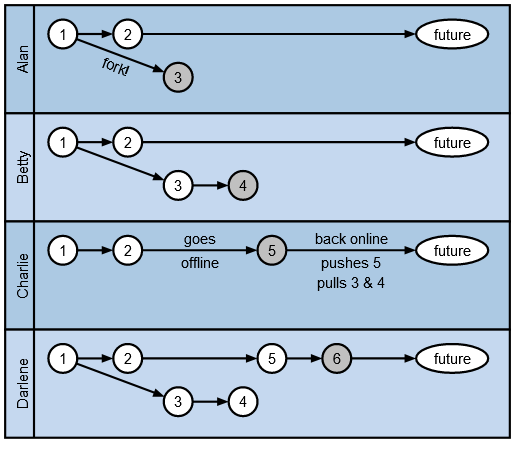 Alan
1
2
future
fork!
3
Betty
1
2
future
3
4
Charlie
1
2
goes
offline
5
back online
pushes 5
pulls 3 & 4
future
Darlene
1
2
5
6
future
3
4